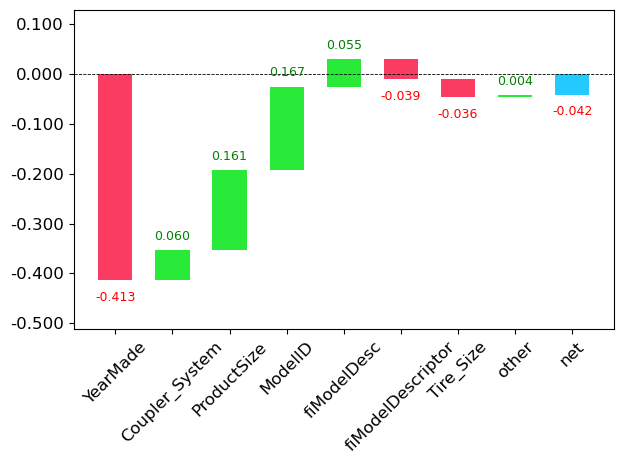 0.100
0.000
-0.100
-0.200
-0.300
-0.400
-0.500
-0.413
0.060
0.161
0.167
0.055
-0.039
-0.036
0.004
-0.042
YearMade
Coupler_System
ProductSize
ModelID
fiModelDesc
fiModelDescriptor
Tire_Size
other
net